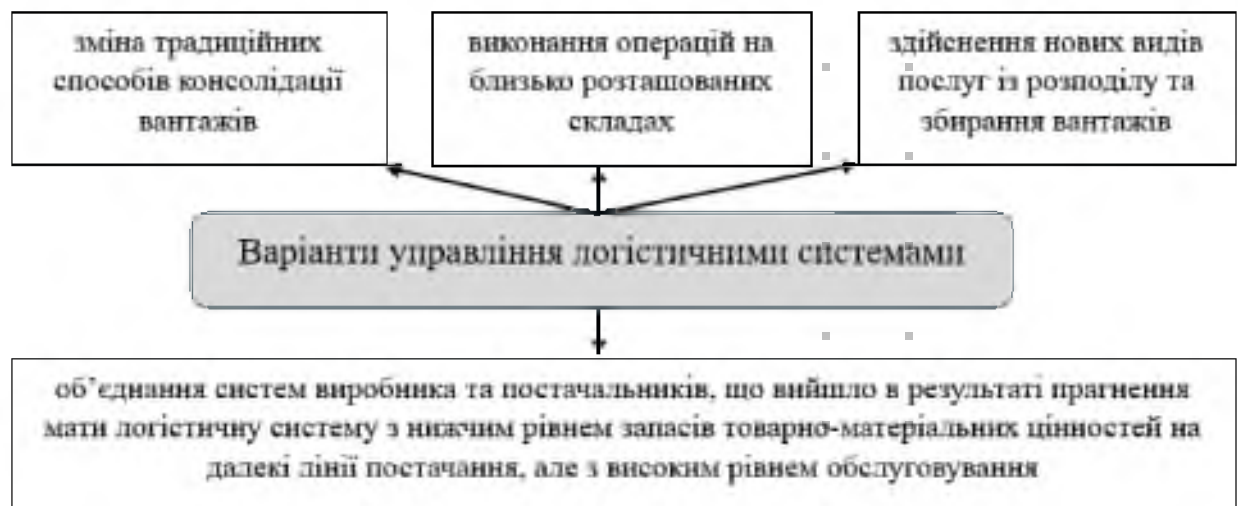 зміна традиційних
способів консолідації
вантажів
виконання операцій на
близько розташованих
складах
здійснення нових видів
послуг із розподілу та
збирання вантажів
Варіанти управління логістичними системами
об’єднання систем виробника та постачальників, що вийшло в результаті прагнення
мати логістичну систему з нижчим рівнем запасів товарно-матеріальних цінностей на
далекі лінії постачання, але з високим рівнем обслуговування